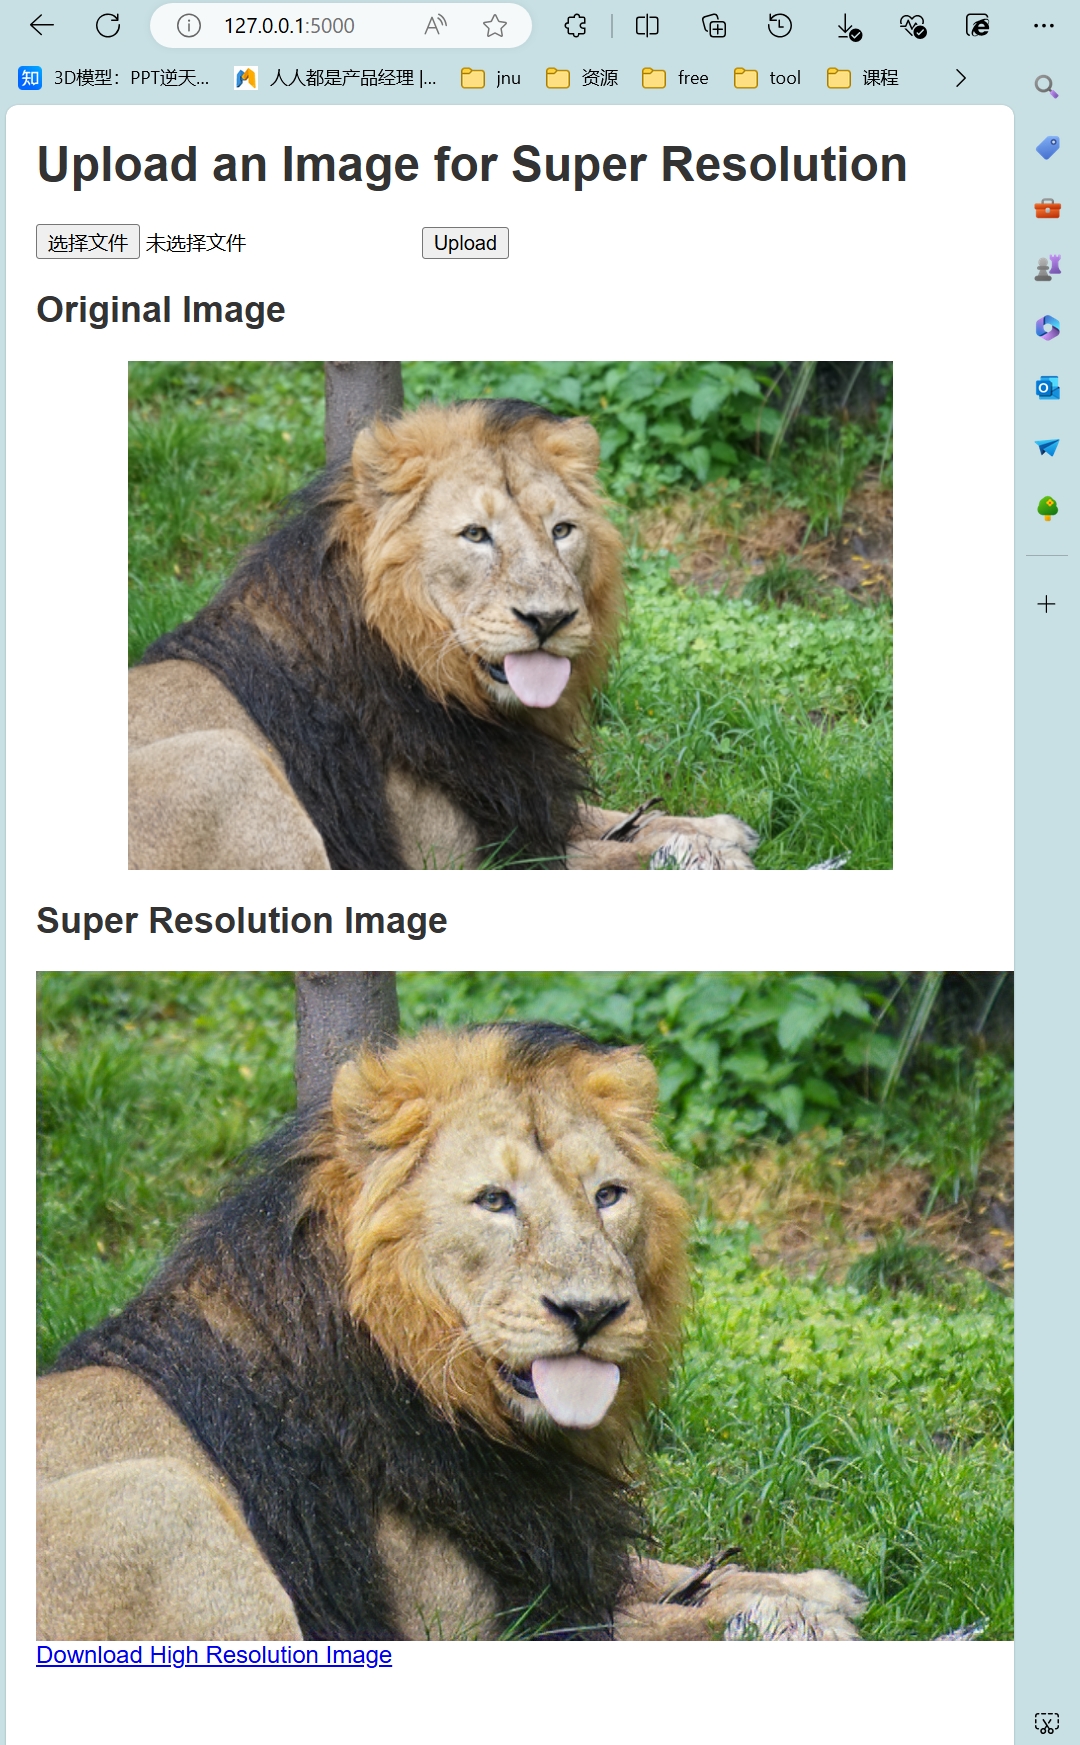 127.0.0.1:5000
知 3D模型：PPT逆天... 人人都是产品经理 |... jnu 资源 free tool 课程
Upload an Image for Super Resolution
选择文件 未选择文件 Upload
Original Image
Super Resolution Image
Download High Resolution Image